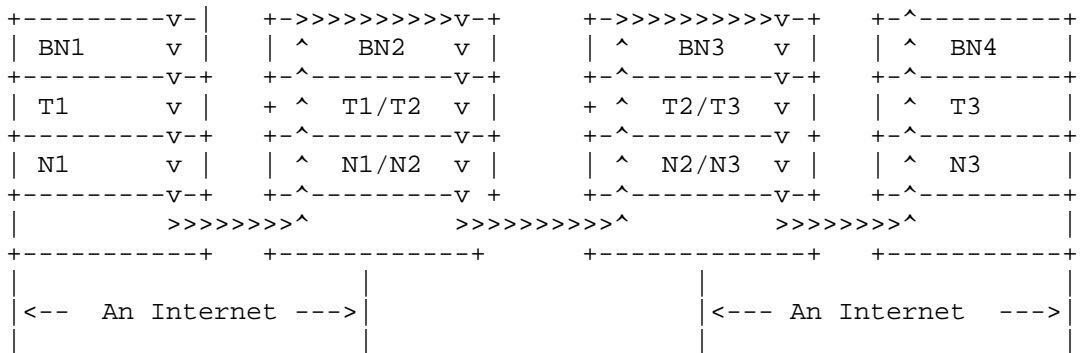 +---------v-|   +->>>>>>>>>>v-+     +->>>>>>>>>>v-+   +-^---------+
| BN1     v |   | ^   BN2   v |     | ^   BN3   v |   | ^  BN4    |
+---------v-+   +-^---------v-+     +-^---------v-+   +-^---------+
| T1      v |   + ^  T1/T2  v |     + ^  T2/T3  v |   | ^  T3     |
+---------v-+   +-^---------v-+     +-^---------v +   +-^---------+
| N1      v |   | ^  N1/N2  v |     | ^  N2/N3  v |   | ^  N3     |
+---------v-+   +-^---------v +     +-^---------v-+   +-^---------+
|         >>>>>>>>^         >>>>>>>>>>^         >>>>>>>>^         |
+-----------+   +------------+       +-------------+   +-----------+
|                     |                    |                      |
|<--  An Internet --->|                    |<--- An Internet  --->|
|                     |                    |                      |